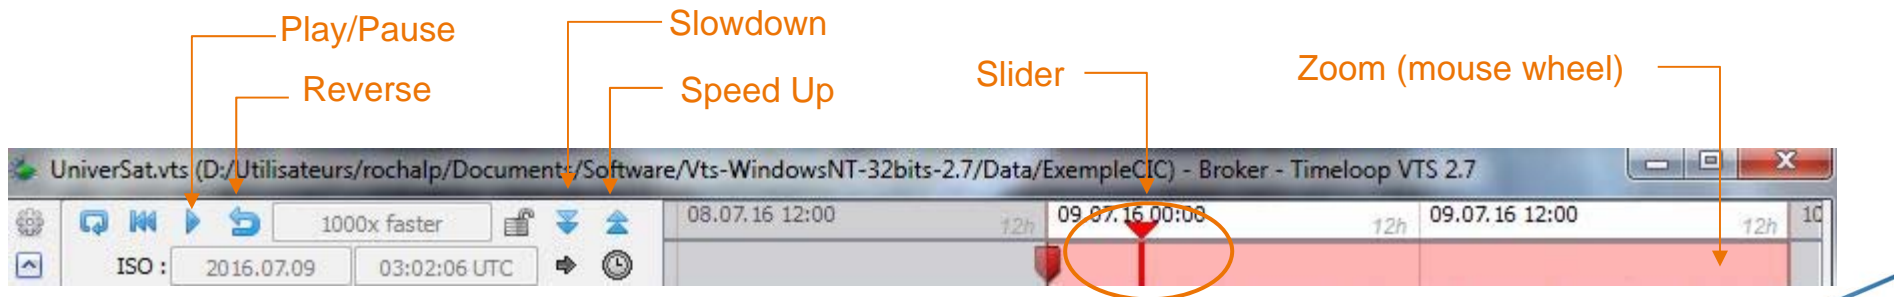 Play/Pause
Slowdown
Reverse
Speed Up
Slider
Zoom (mouse wheel)
UniverSat.vts (D:/Utilisateurs/rochalp/Documents/Software/Vts-WindowsNT-32bits-2.7/Data/ExempleCIC) - Broker - Timeloop VTS 2.7
1000x faster
08.07.16 12:00
12h
09.07.16 00:00
12h
09.07.16 12:00
12h
10
ISO :
2016.07.09
03:02:06 UTC